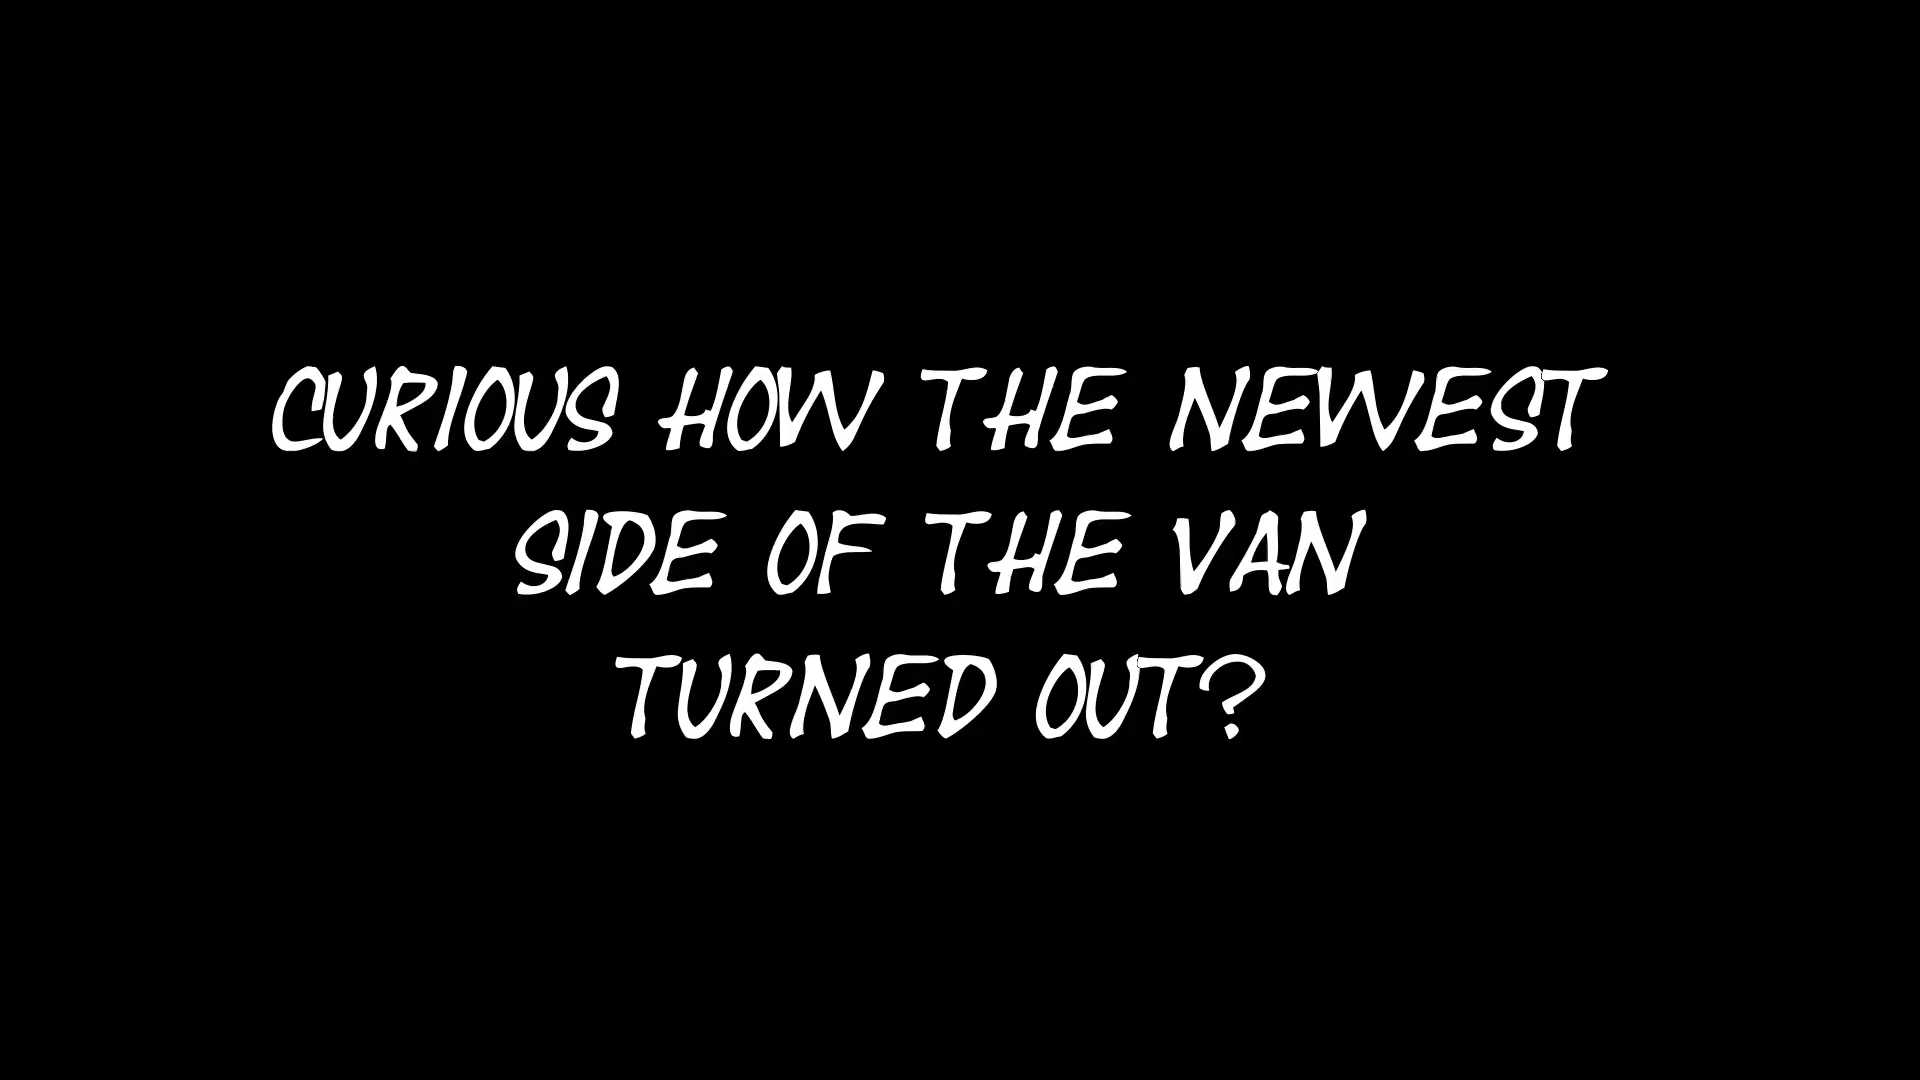 CURIOUS HOW THE NEWEST
SIDE OF THE VAN
TURNED OUT?